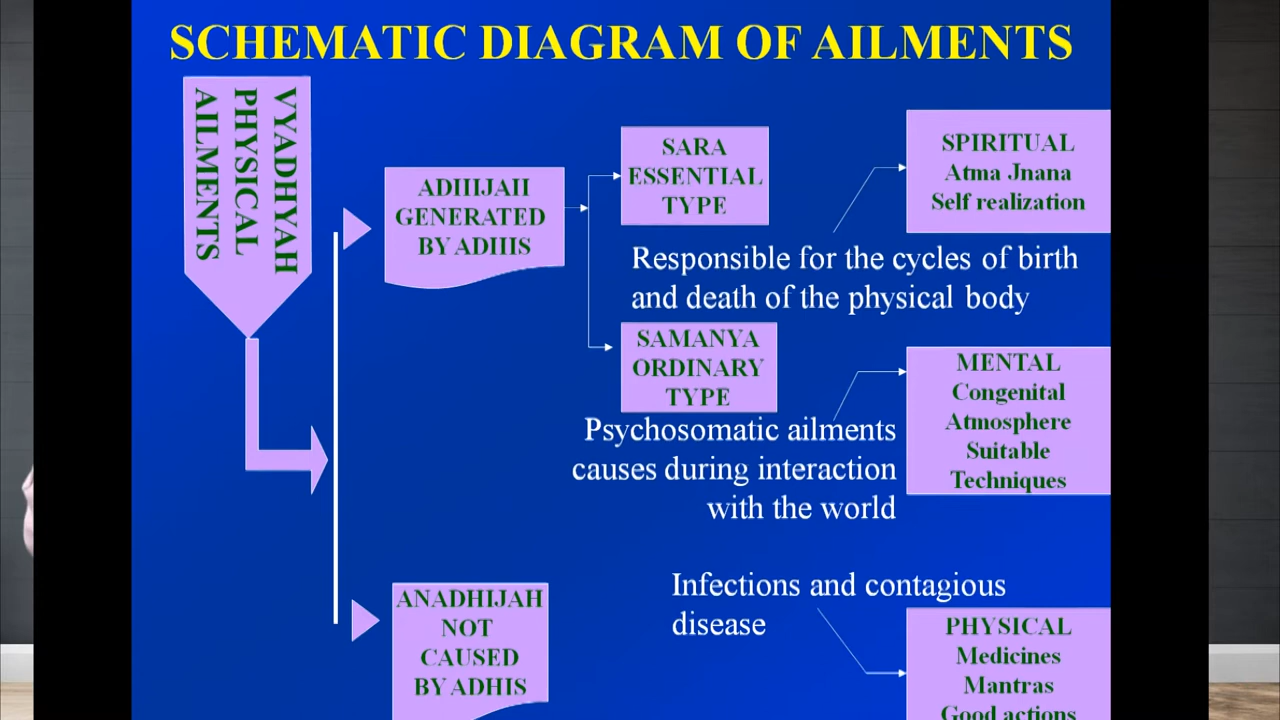 SCHEMATIC DIAGRAM OF AILMENTS
VYADHYAH
PHYSICAL
AILMENTS
ADHIJAH
GENERATED
BY ADHIS
SARA
ESSENTIAL
TYPE
SPIRITUAL
Atma Jnana
Self realization
Responsible for the cycles of birth
and death of the physical body
SAMANYA
ORDINARY
TYPE
MENTAL
Congenital
Atmosphere
Suitable
Techniques
Psychosomatic ailments
causes during interaction
with the world
ANADHIJAH
NOT
CAUSED
BY ADHIS
Infections and contagious
disease
PHYSICAL
Medicines
Mantras
Good actions